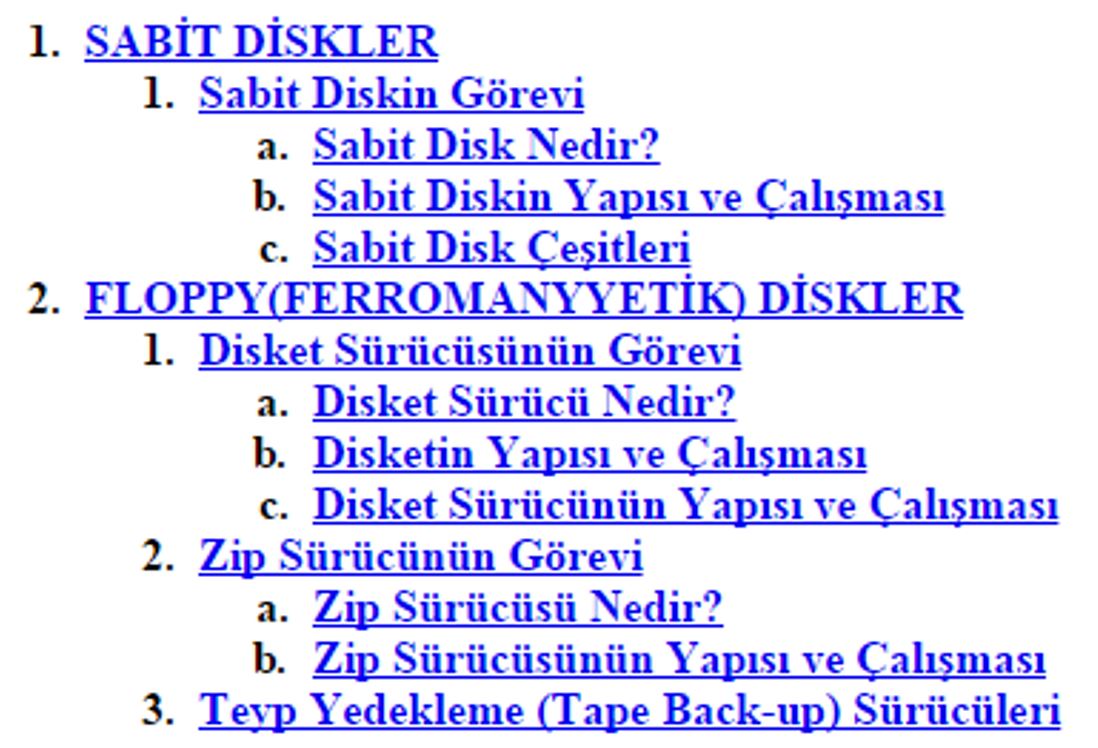 1. SABİT DİSKLER
1. Sabit Diskin Görevi
a. Sabit Disk Nedir?
b. Sabit Diskin Yapısı ve Çalışması
c. Sabit Disk Çeşitleri
2. FLOPPY(FERROMANYYETİK) DİSKLER
1. Disket Sürücüsünün Görevi
a. Disket Sürücü Nedir?
b. Disketin Yapısı ve Çalışması
c. Disket Sürücünün Yapısı ve Çalışması
2. Zip Sürücünün Görevi
a. Zip Sürücüsü Nedir?
b. Zip Sürücüsünün Yapısı ve Çalışması
3. Teyp Yedekleme (Tape Back-up) Sürücüleri